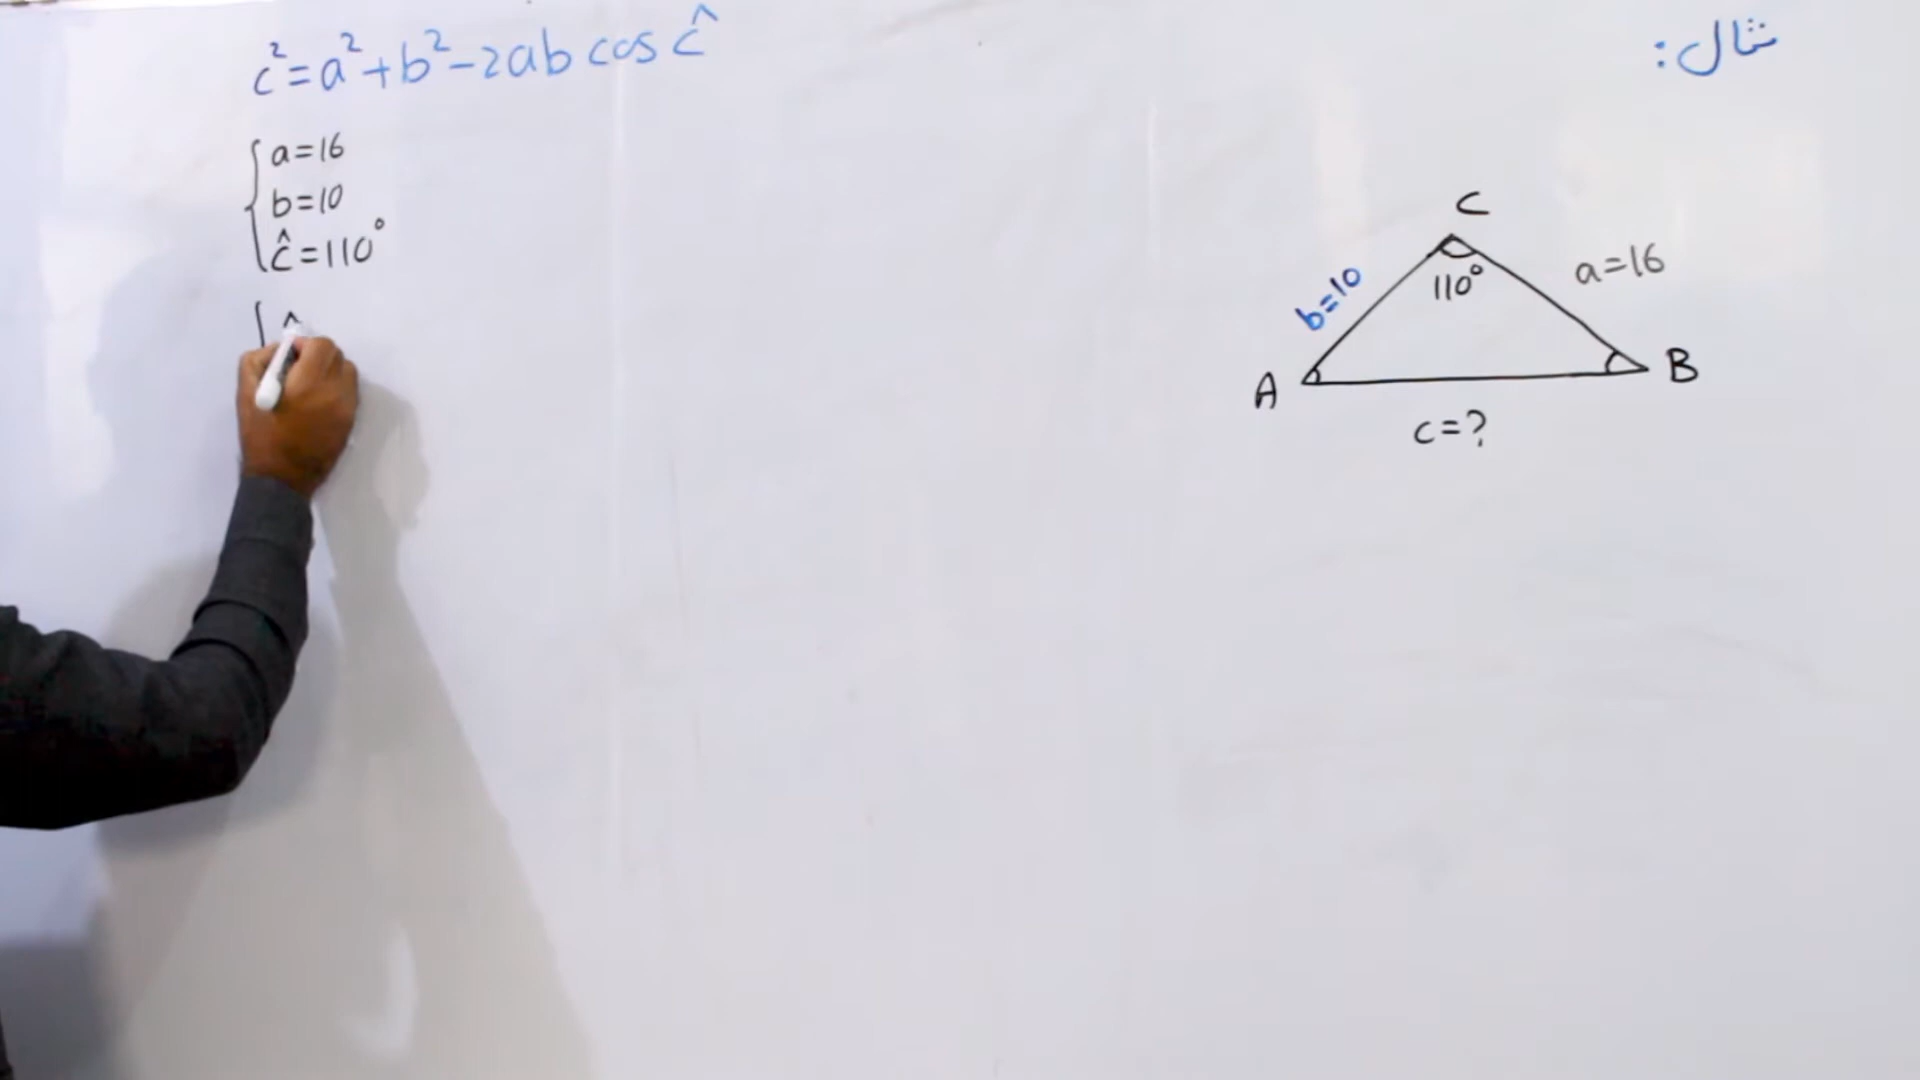 c²=a²+b²-2ab cos ĉ
مثال:
a=16
b=10
ĉ=110°
C
b=10
110°
a=16
A
B
c=?